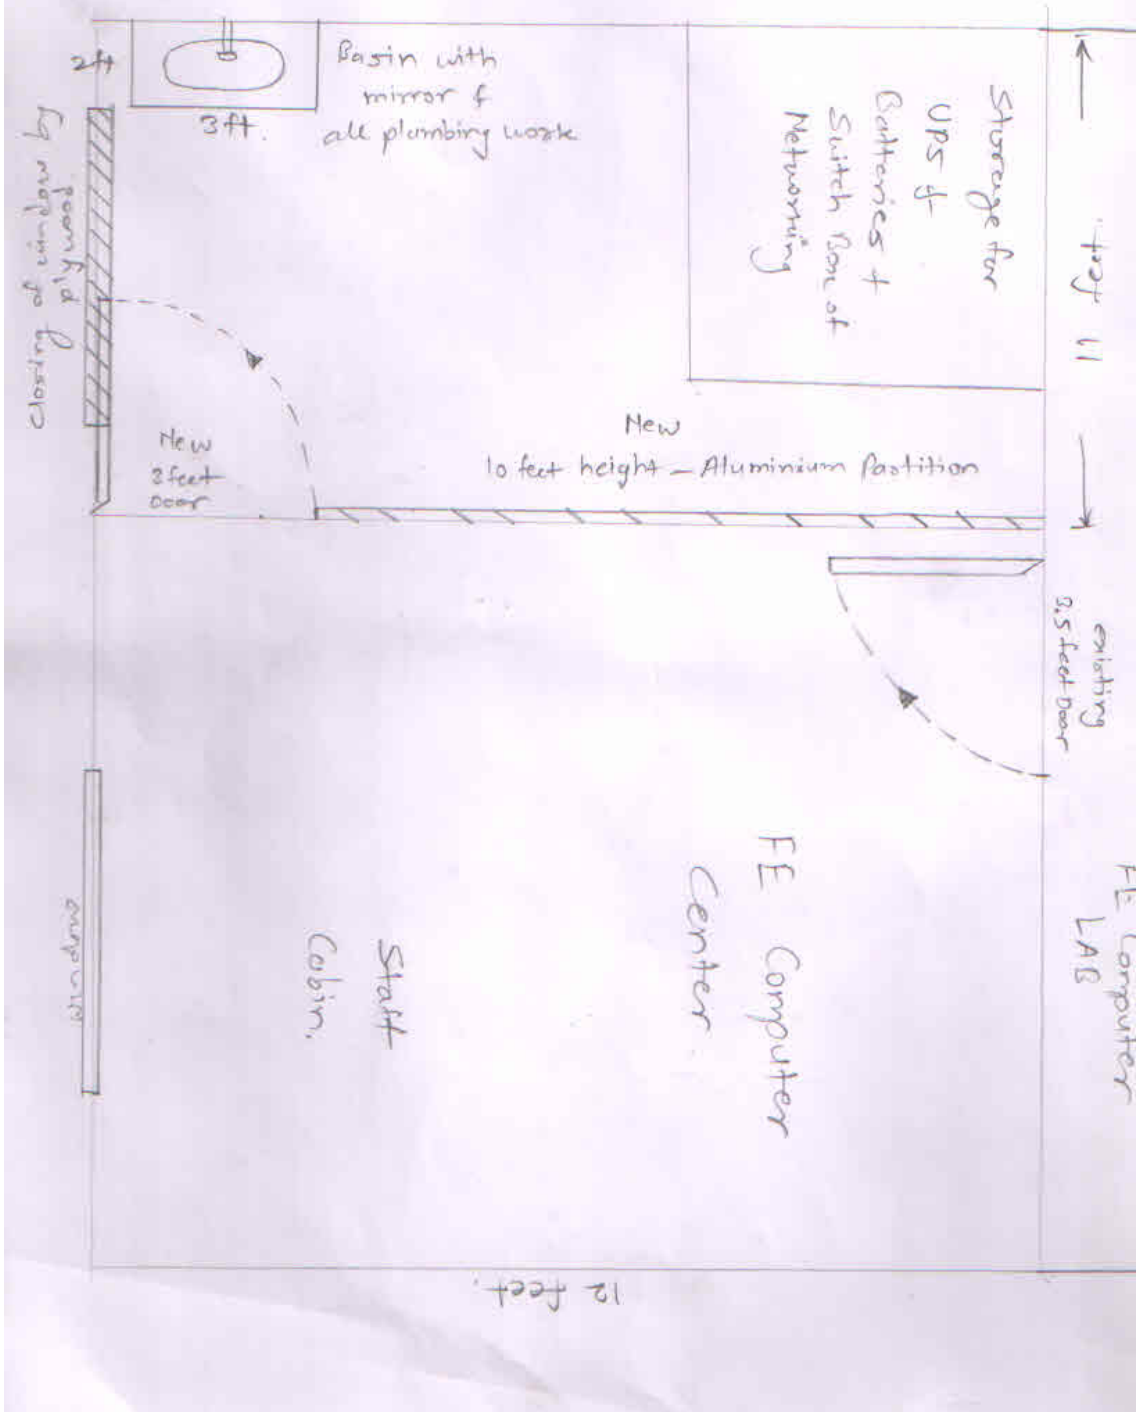 2ft
3ft.
Basin with
mirror &
all plumbing work
Storage for
UPS &
Batteries &
Switch Box of
Networking
11 feet.
Closing of window by
plywood
New
3 feet
Door
New
10 feet height - Aluminium Partition
existing
3.5 feet Door
FE Computer
LAB
FE Computer
Center.
Staff
Cabin.
Window
12 feet.